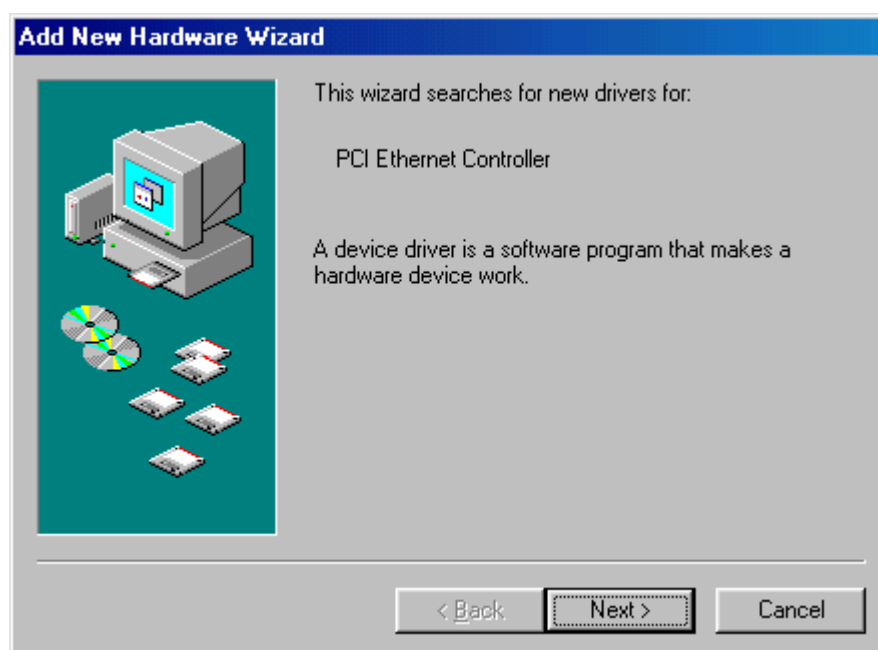 Add New Hardware Wizard
This wizard searches for new drivers for:
PCI Ethernet Controller
A device driver is a software program that makes a
hardware device work.
< Back
Next >
Cancel